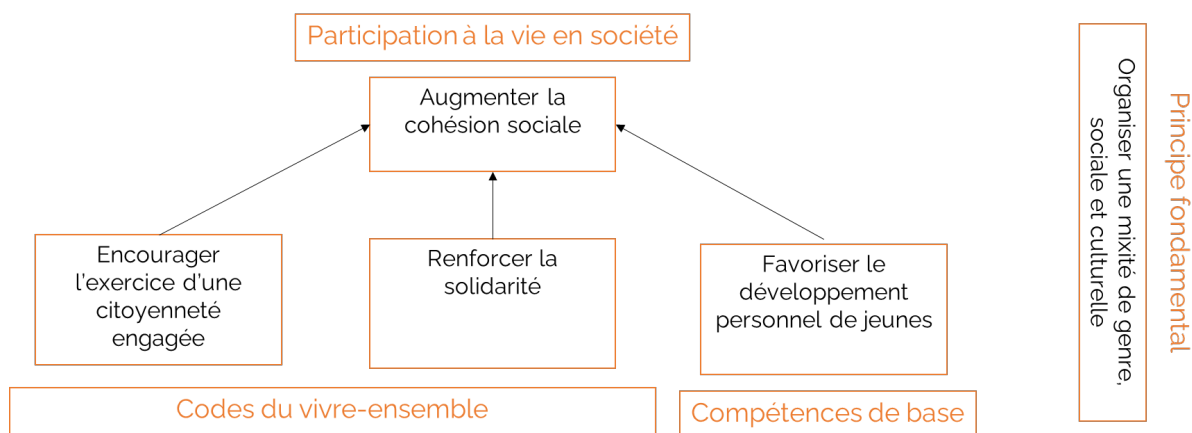 Participation à la vie en société
Augmenter la
cohésion sociale
Encourager
l’exercice d’une
citoyenneté
engagée
Renforcer la
solidarité
Favoriser le
développement
personnel de jeunes
Codes du vivre-ensemble
Compétences de base
Organiser une mixité de genre,
sociale et culturelle
Principe fondamental